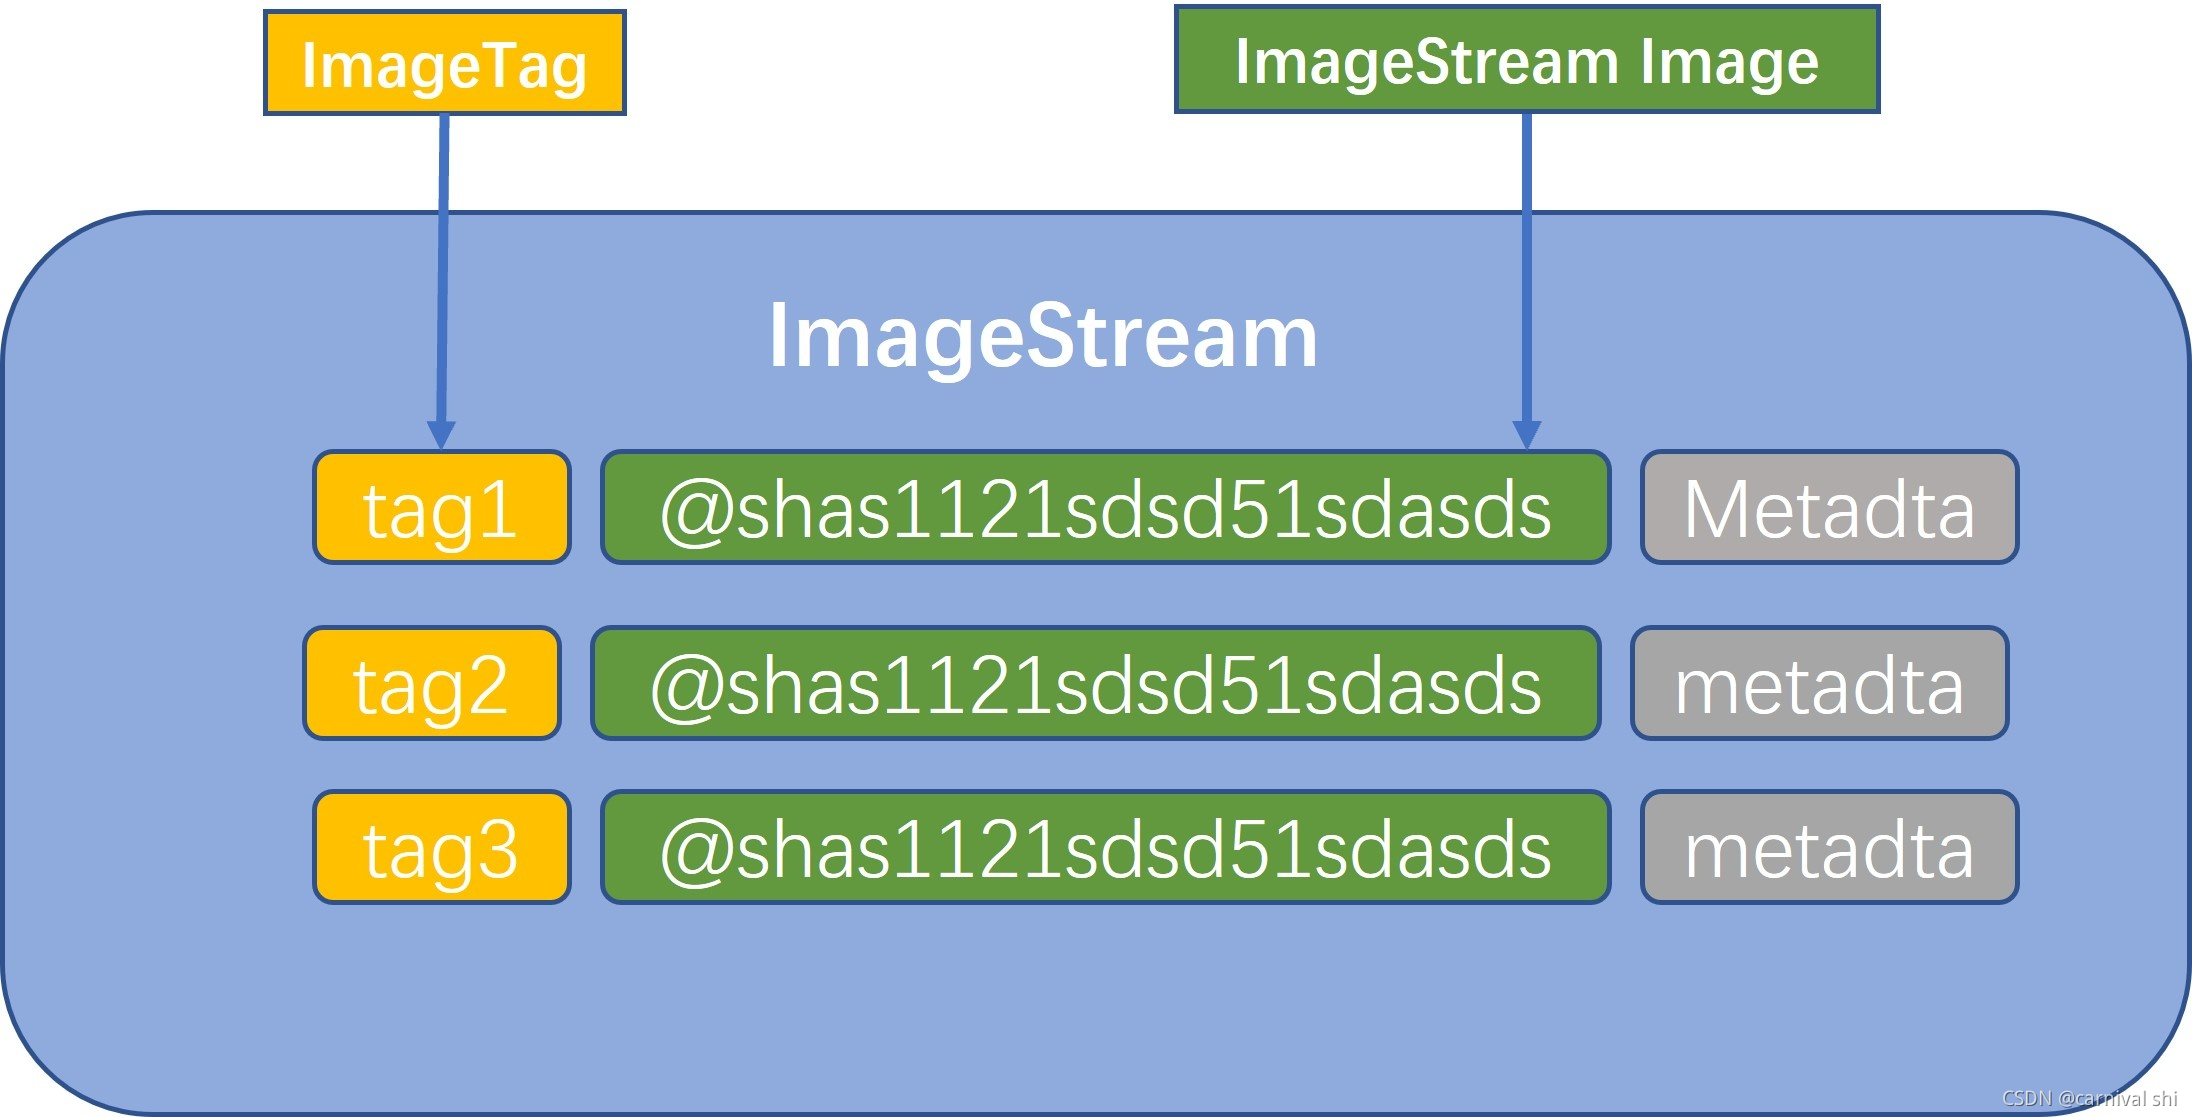 ImageTag
ImageStream Image
ImageStream
tag1 @shas1121sdsd51sdasds Metadta
tag2 @shas1121sdsd51sdasds metadta
tag3 @shas1121sdsd51sdasds metadta
CSDN @carnival shi